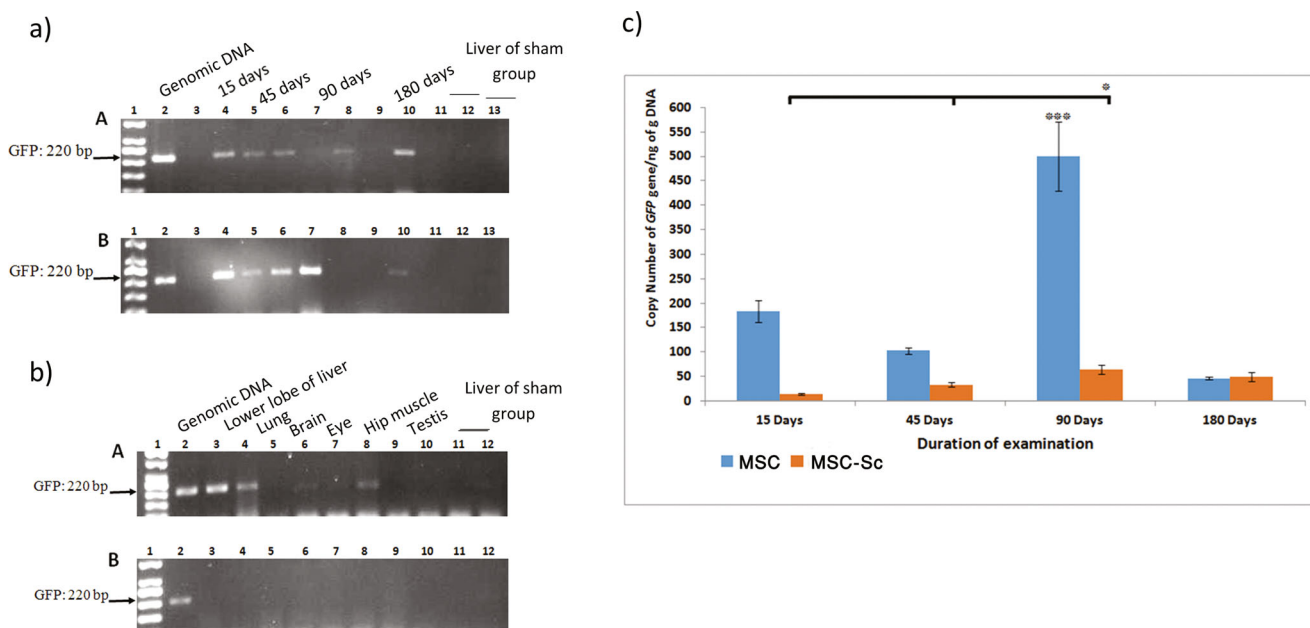 a)
Genomic DNA
15 days
45 days
90 days
180 days
Liver of sham
group
A
1 2 3 4 5 6 7 8 9 10 11 12 13
GFP: 220 bp
B
1 2 3 4 5 6 7 8 9 10 11 12 13
GFP: 220 bp
b)
Genomic DNA
Lower lobe of liver
Lung
Brain
Eye
Hip muscle
Testis
Liver of sham
group
A
1 2 3 4 5 6 7 8 9 10 11 12
GFP: 220 bp
B
1 2 3 4 5 6 7 8 9 10 11 12
GFP: 220 bp
c)
Copy Number of GFP gene/ng of g DNA
600
550
500
450
400
350
300
250
200
150
100
50
0
*
***
15 Days 45 Days 90 Days 180 Days
Duration of examination
MSC MSC-Sc